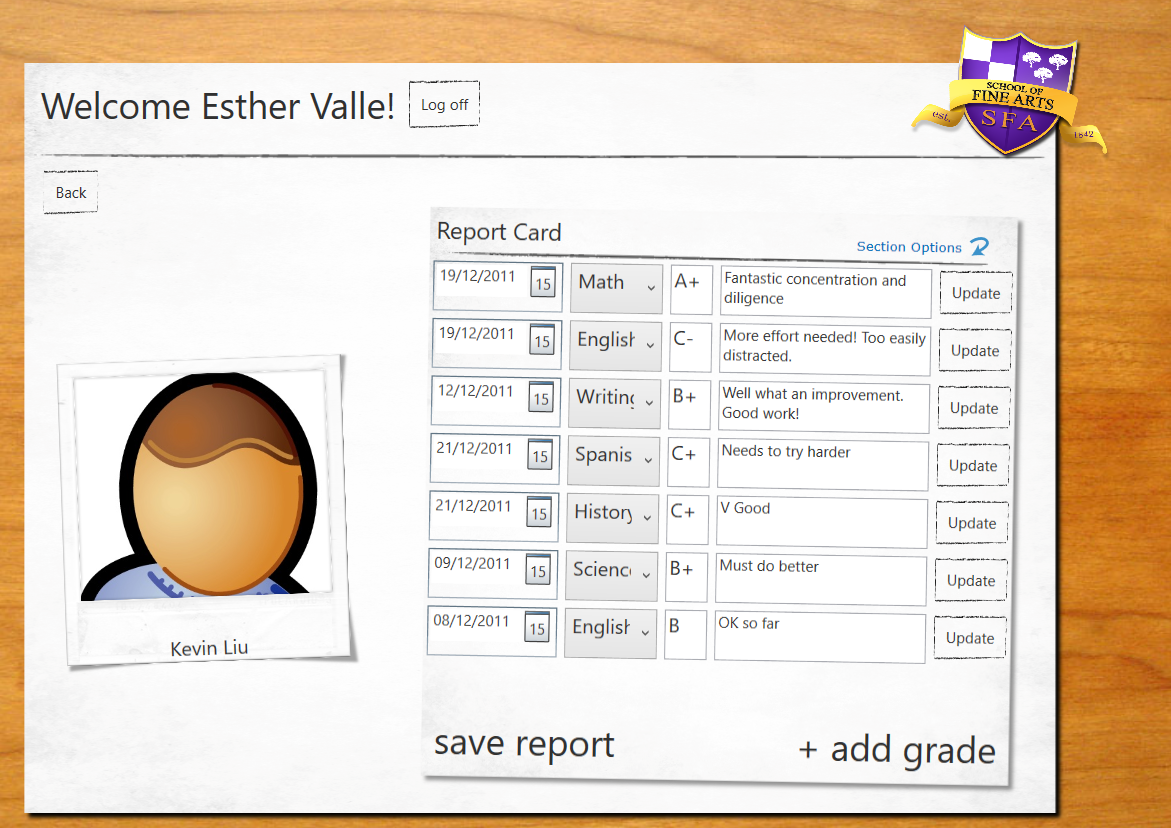 Welcome Esther Valle!
Log off
SCHOOL OF
FINE ARTS
SFA
est.
1842
Back
Report Card
Section Options
19/12/2011 15 Math A+ Fantastic concentration and
diligence
Update
19/12/2011 15 English C- More effort needed! Too easily
distracted.
Update
12/12/2011 15 Writing B+ Well what an improvement.
Good work!
Update
21/12/2011 15 Spanis C+ Needs to try harder Update
21/12/2011 15 History C+ V Good Update
09/12/2011 15 Scienc B+ Must do better Update
08/12/2011 15 English B OK so far Update
Kevin Liu
save report
+ add grade